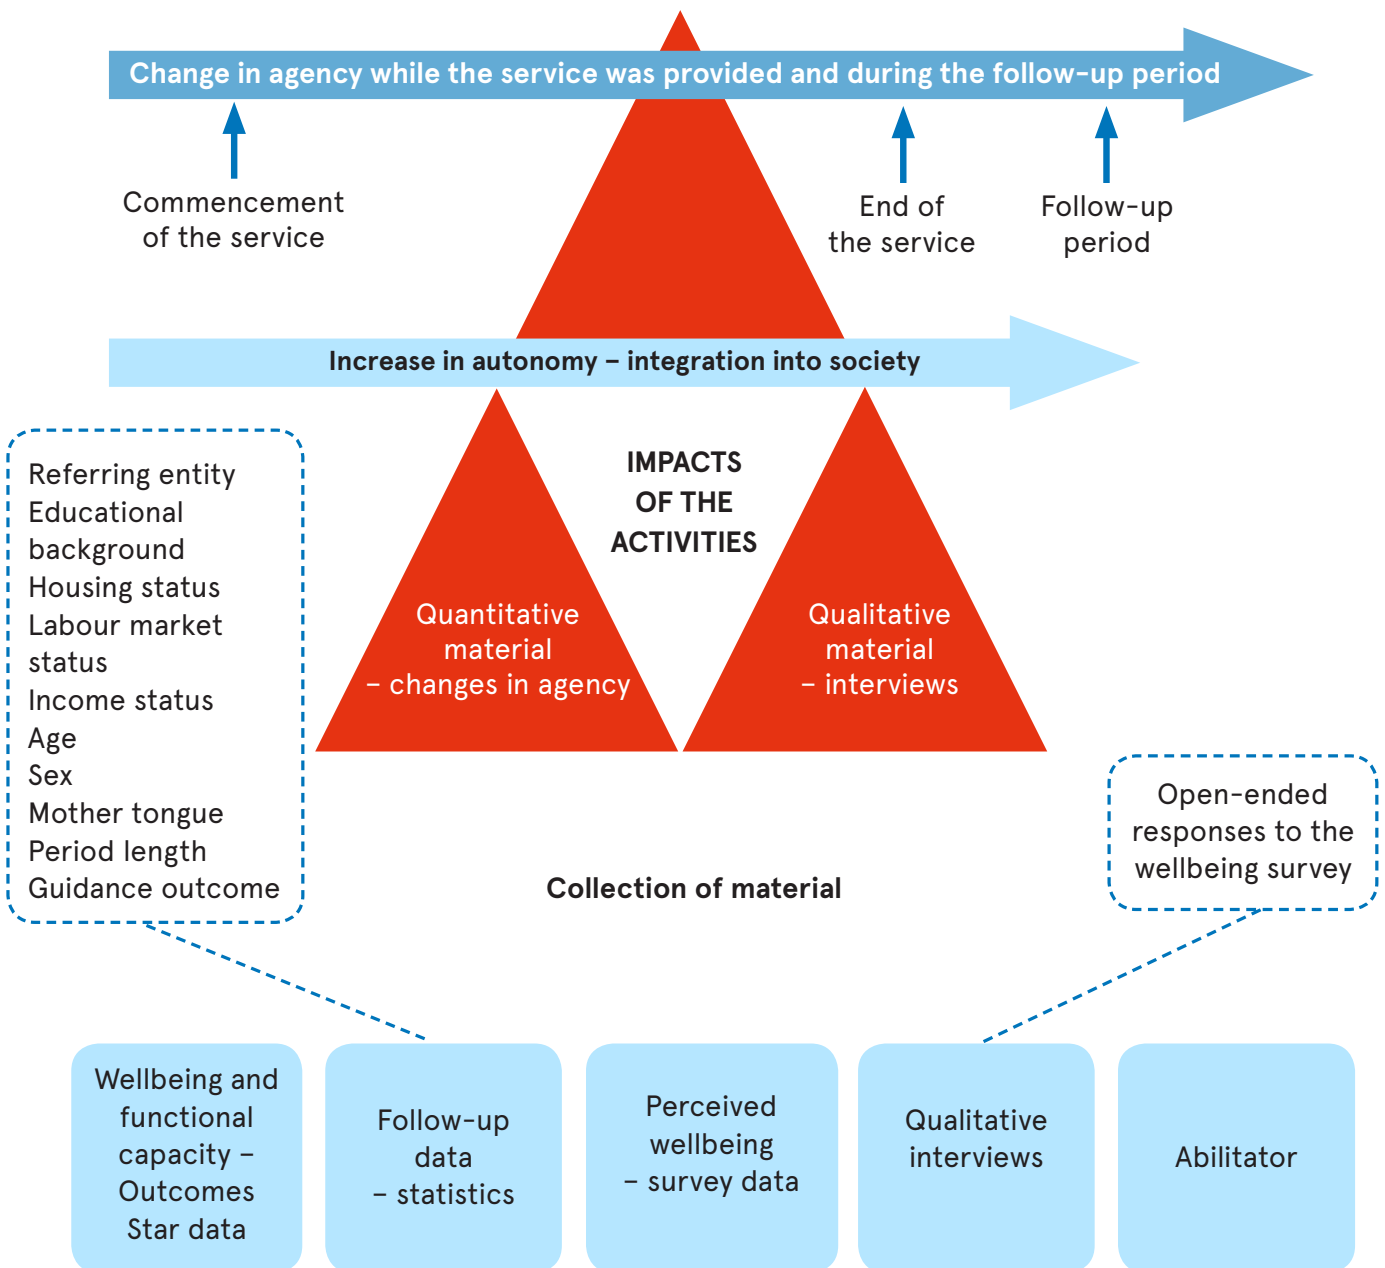 Change in agency while the service was provided and during the follow-up period
Commencement
of the service
End of
the service
Follow-up
period
Increase in autonomy – integration into society
Referring entity
Educational
background
Housing status
Labour market
status
Income status
Age
Sex
Mother tongue
Period length
Guidance outcome
IMPACTS
OF THE
ACTIVITIES
Quantitative
material
– changes in agency
Qualitative
material
– interviews
Open-ended
responses to the
wellbeing survey
Collection of material
Wellbeing and
functional
capacity –
Outcomes
Star data
Follow-up
data
– statistics
Perceived
wellbeing
– survey data
Qualitative
interviews
Abilitator